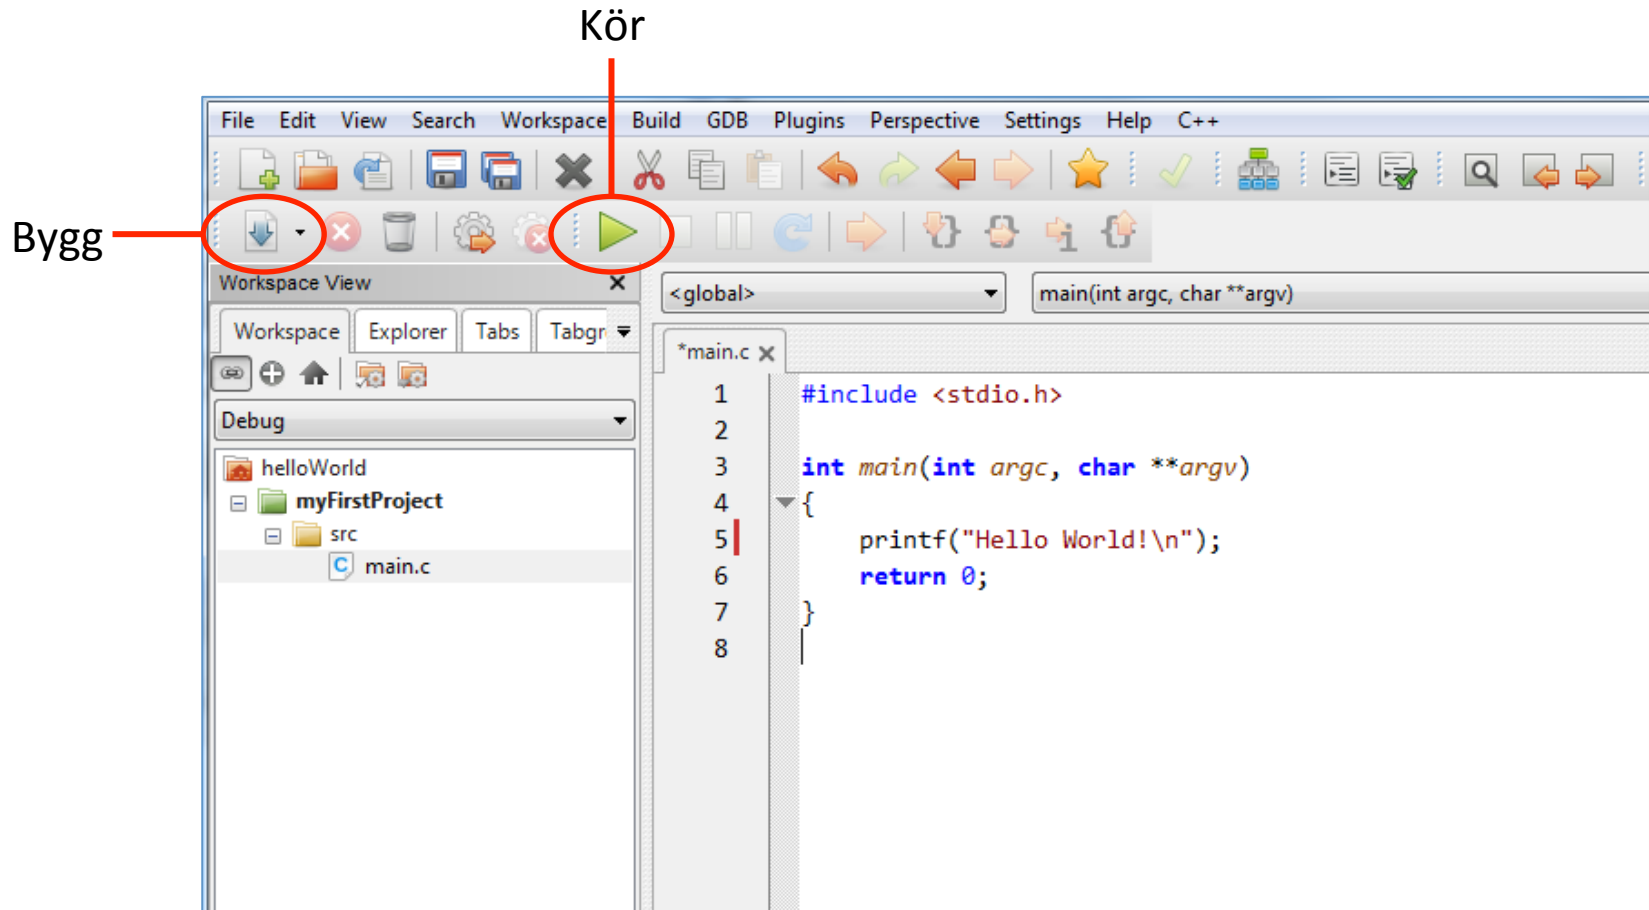 Kör
Bygg
File Edit View Search Workspace Build GDB Plugins Perspective Settings Help C++
Workspace View
Workspace Explorer Tabs Tabgr
Debug
helloWorld
myFirstProject
src
main.c
<global> main(int argc, char **argv)
*main.c
1 #include <stdio.h>
2
3 int main(int argc, char **argv)
4 {
5 printf("Hello World!\n");
6 return 0;
7 }
8